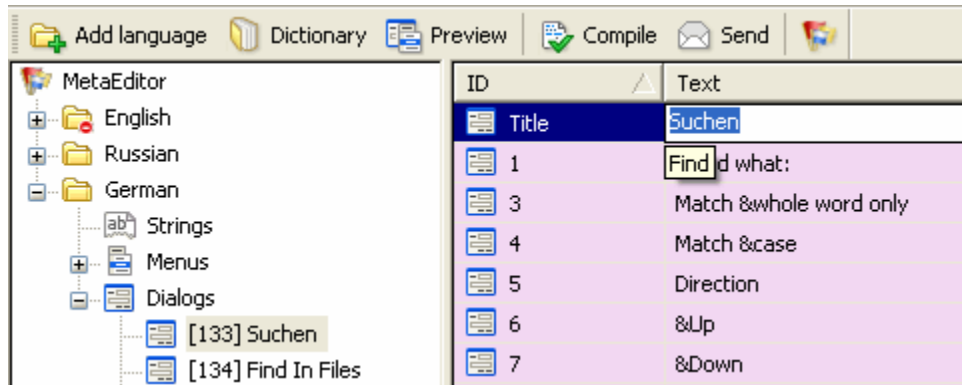 Add language Dictionary Preview Compile Send
MetaEditor
English
Russian
German
Strings
Menus
Dialogs
[133] Suchen
[134] Find In Files
ID Text
Title Suchen
Find
1 d what:
3 Match &whole word only
4 Match &case
5 Direction
6 &Up
7 &Down